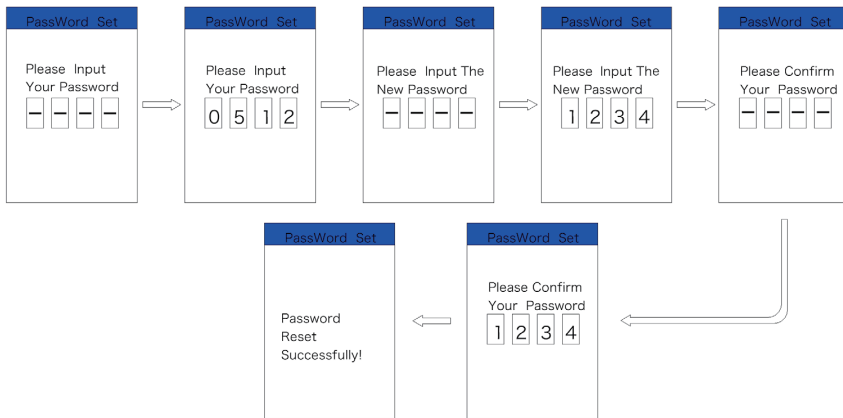 PassWord Set
Please Input
Your Password
– – – –
PassWord Set
Please Input
Your Password
0 5 1 2
PassWord Set
Please Input The
New Password
– – – –
PassWord Set
Please Input The
New Password
1 2 3 4
PassWord Set
Please Confirm
Your Password
– – – –
PassWord Set
Please Confirm
Your Password
1 2 3 4
PassWord Set
Password
Reset
Successfully!